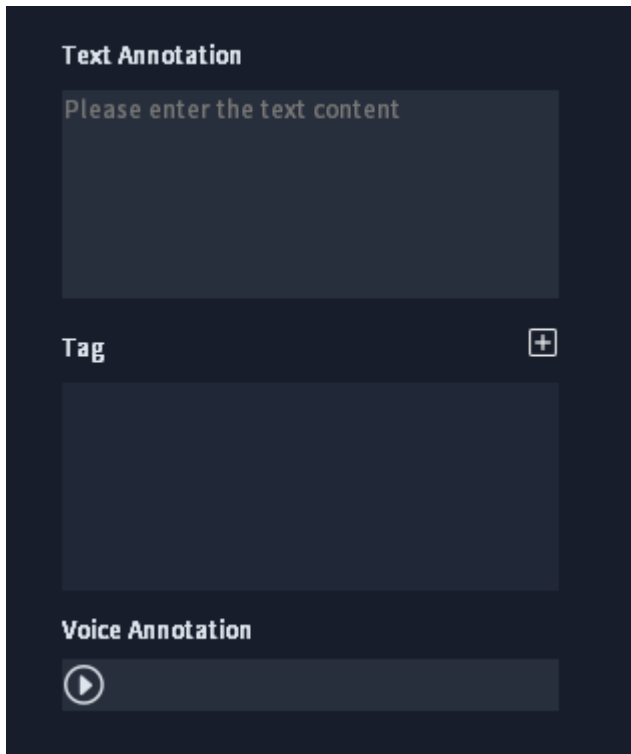 Text Annotation
Please enter the text content
Tag
Voice Annotation